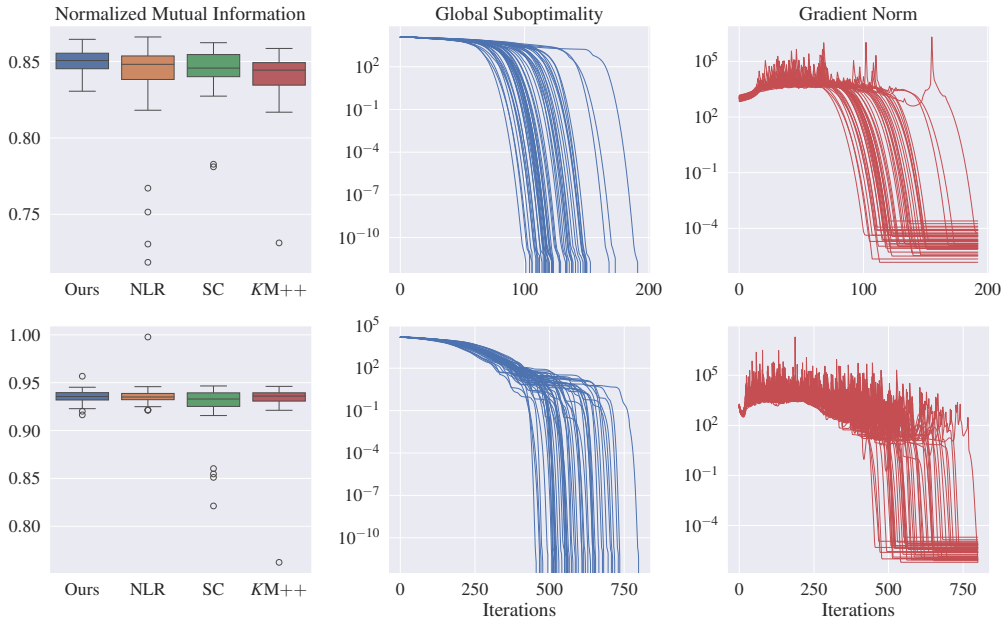 Normalized Mutual Information
Global Suboptimality
Gradient Norm
0.85
0.80
0.75
Ours NLR SC KM++
10^2
10^-1
10^-4
10^-7
10^-10
0 100 200
10^5
10^2
10^-1
10^-4
0 100 200
1.00
0.95
0.90
0.85
0.80
Ours NLR SC KM++
10^5
10^2
10^-1
10^-4
10^-7
10^-10
0 250 500 750
Iterations
10^5
10^2
10^-1
10^-4
0 250 500 750
Iterations